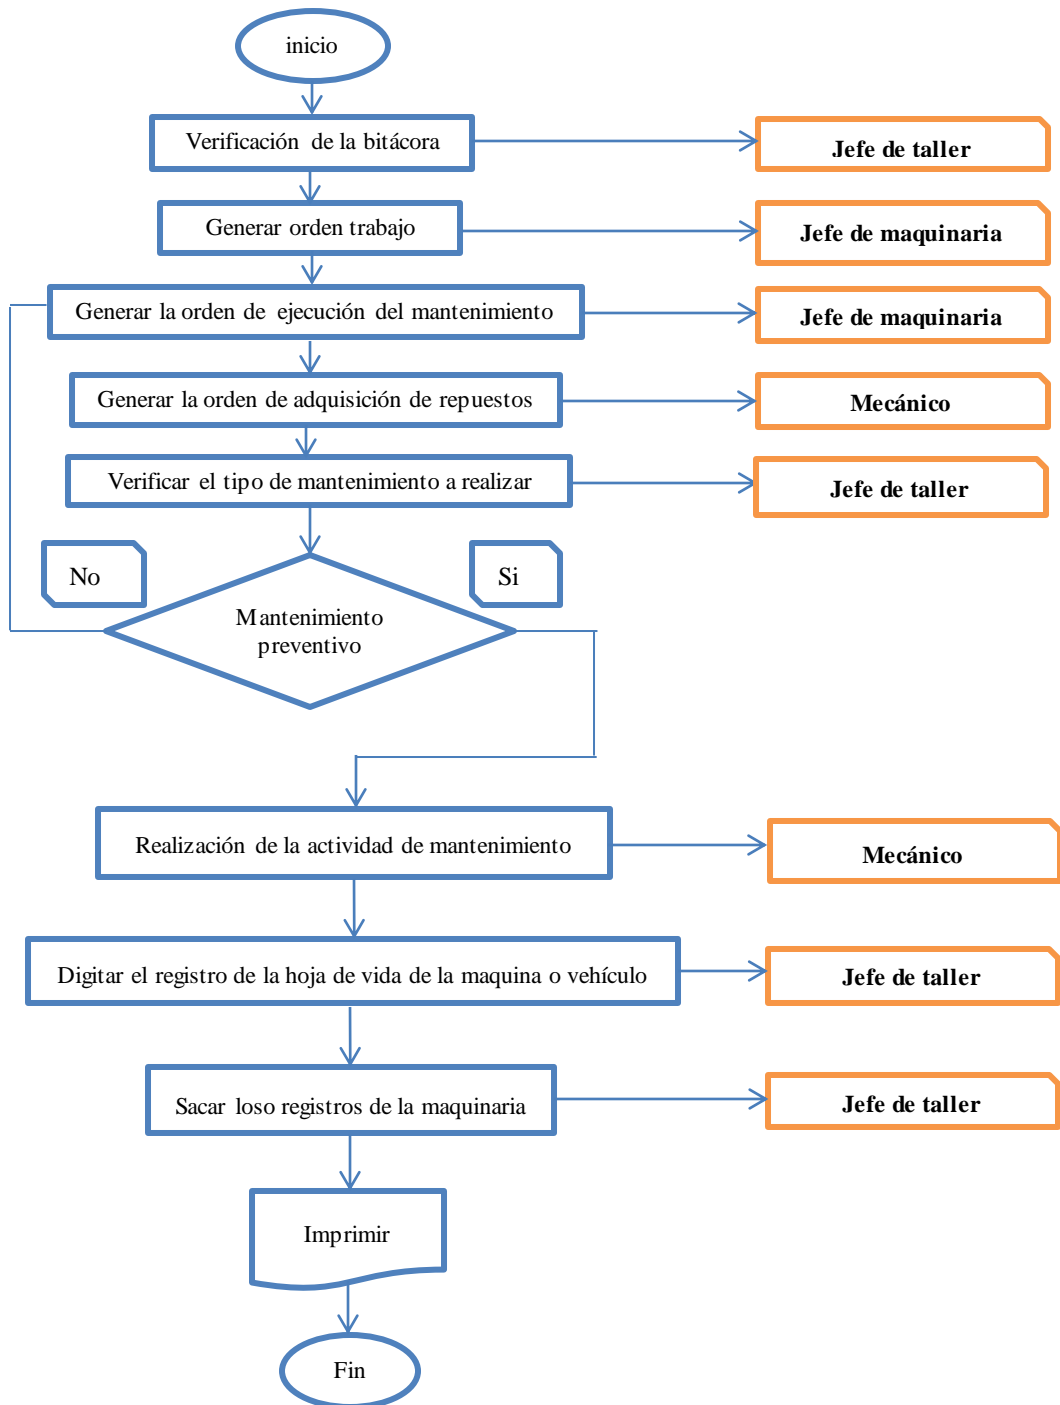 inicio
Verificación de la bitácora
Jefe de taller
Generar orden trabajo
Jefe de maquinaria
Generar la orden de ejecución del mantenimiento
Jefe de maquinaria
Generar la orden de adquisición de repuestos
Mecánico
Verificar el tipo de mantenimiento a realizar
Jefe de taller
No
Si
Mantenimiento
preventivo
Realización de la actividad de mantenimiento
Mecánico
Digitar el registro de la hoja de vida de la maquina o vehículo
Jefe de taller
Sacar loso registros de la maquinaria
Jefe de taller
Imprimir
Fin